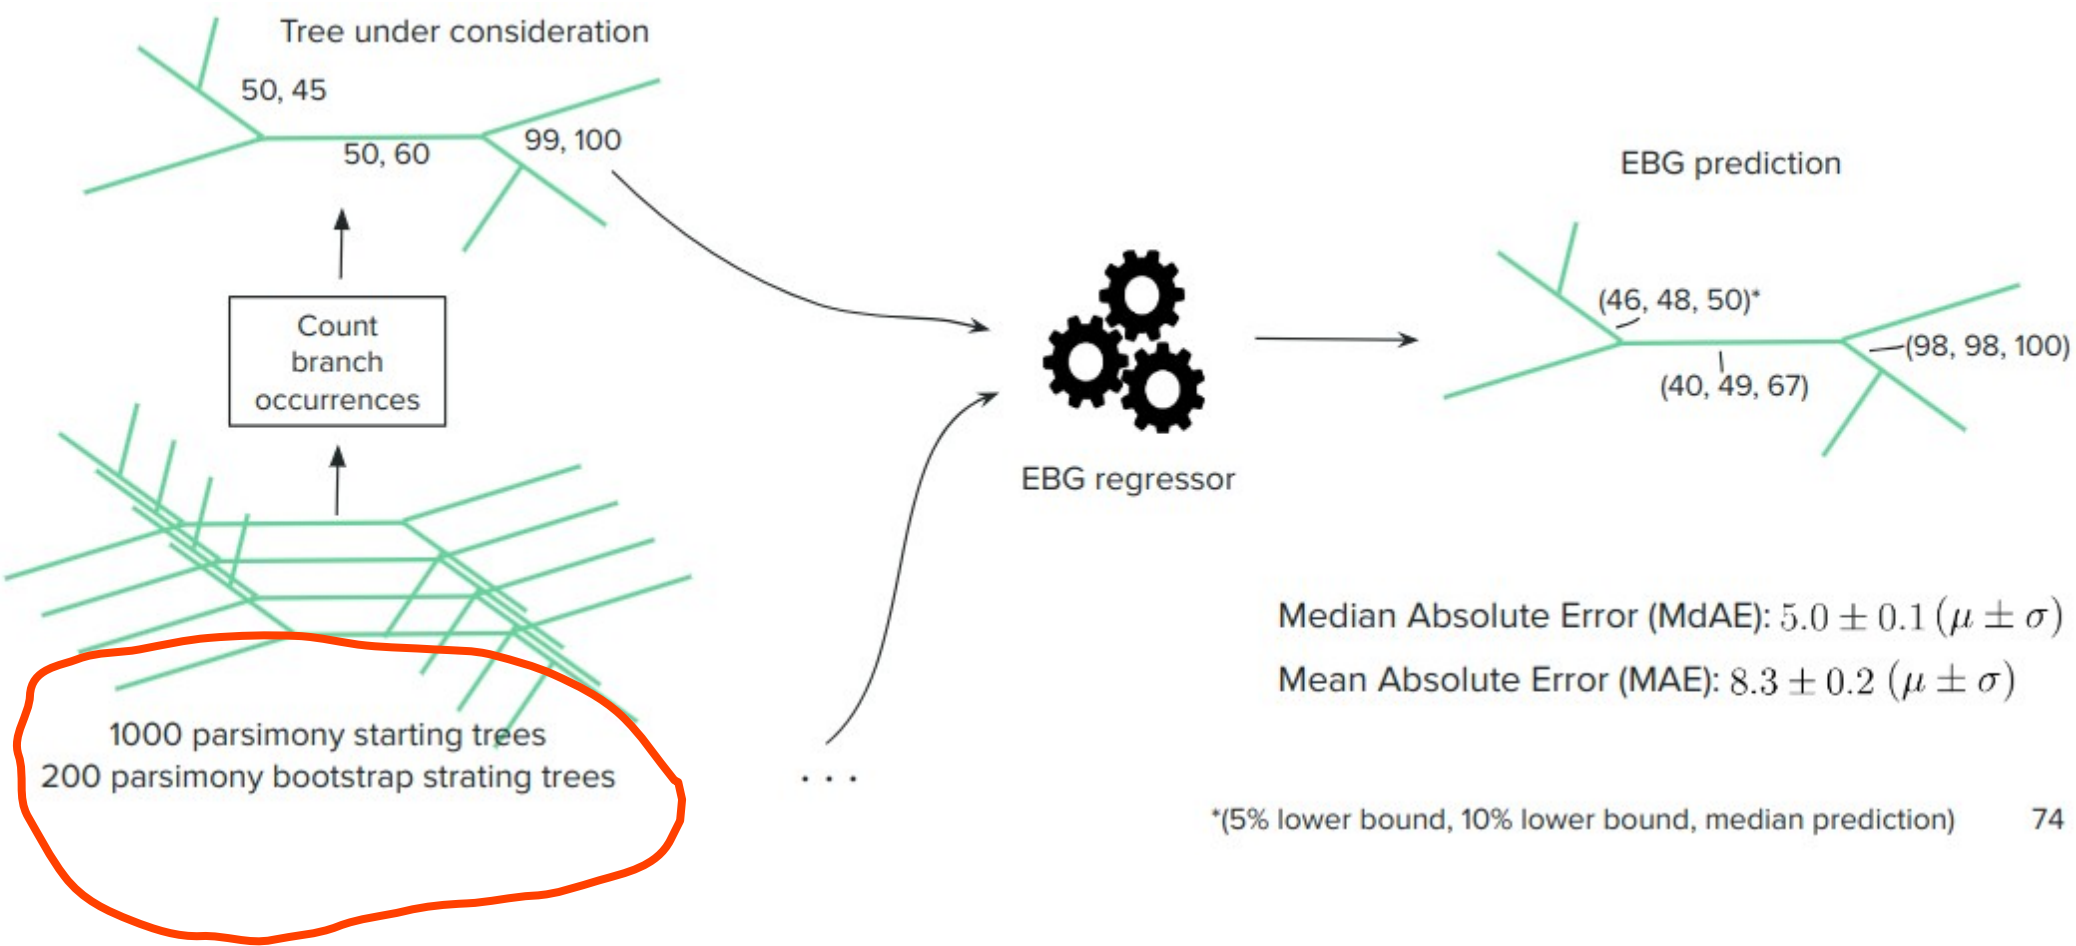 Tree under consideration
50, 45
50, 60
99, 100
Count
branch
occurrences
1000 parsimony starting trees
200 parsimony bootstrap strating trees
. . .
EBG regressor
EBG prediction
(46, 48, 50)*
(98, 98, 100)
(40, 49, 67)
Median Absolute Error (MdAE): 5.0 ± 0.1 (μ ± σ)
Mean Absolute Error (MAE): 8.3 ± 0.2 (μ ± σ)
*(5% lower bound, 10% lower bound, median prediction)
74